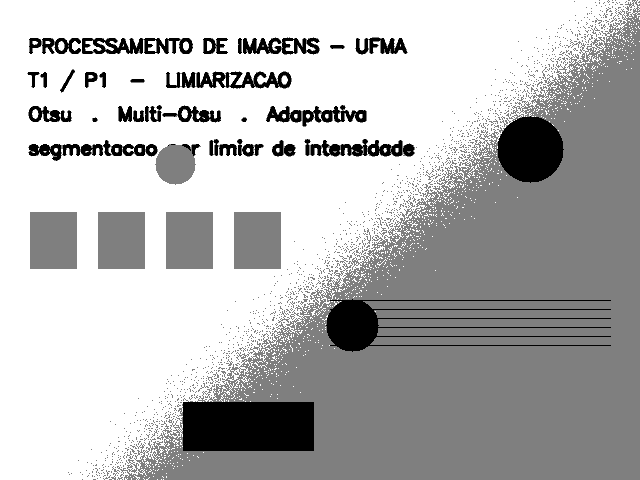 PROCESSAMENTO DE IMAGENS - UFMA
T1 / P1 - LIMIARIZACAO
Otsu . Multi-Otsu . Adaptativa
segmentacao limiar de intensidade